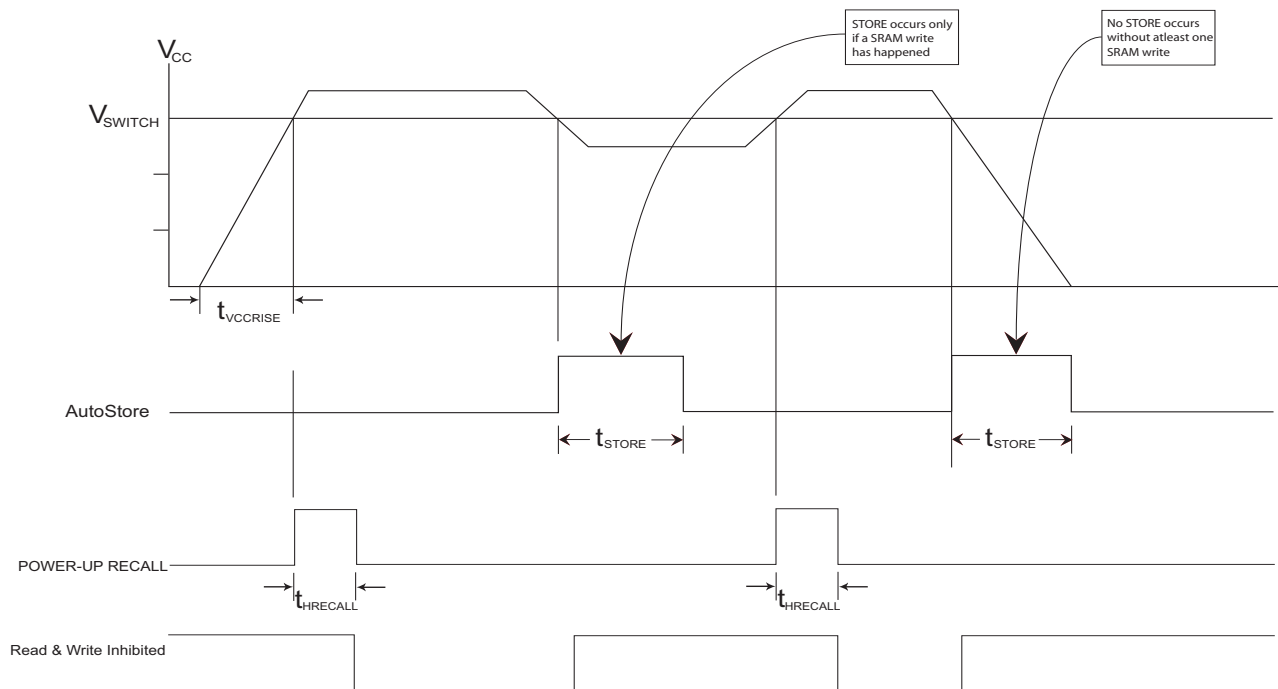 STORE occurs only
if a SRAM write
has happened
No STORE occurs
without atleast one
SRAM write
VCC
VSWITCH
tVCCRISE
AutoStore
tSTORE
tSTORE
POWER-UP RECALL
tHRECALL
tHRECALL
Read & Write Inhibited